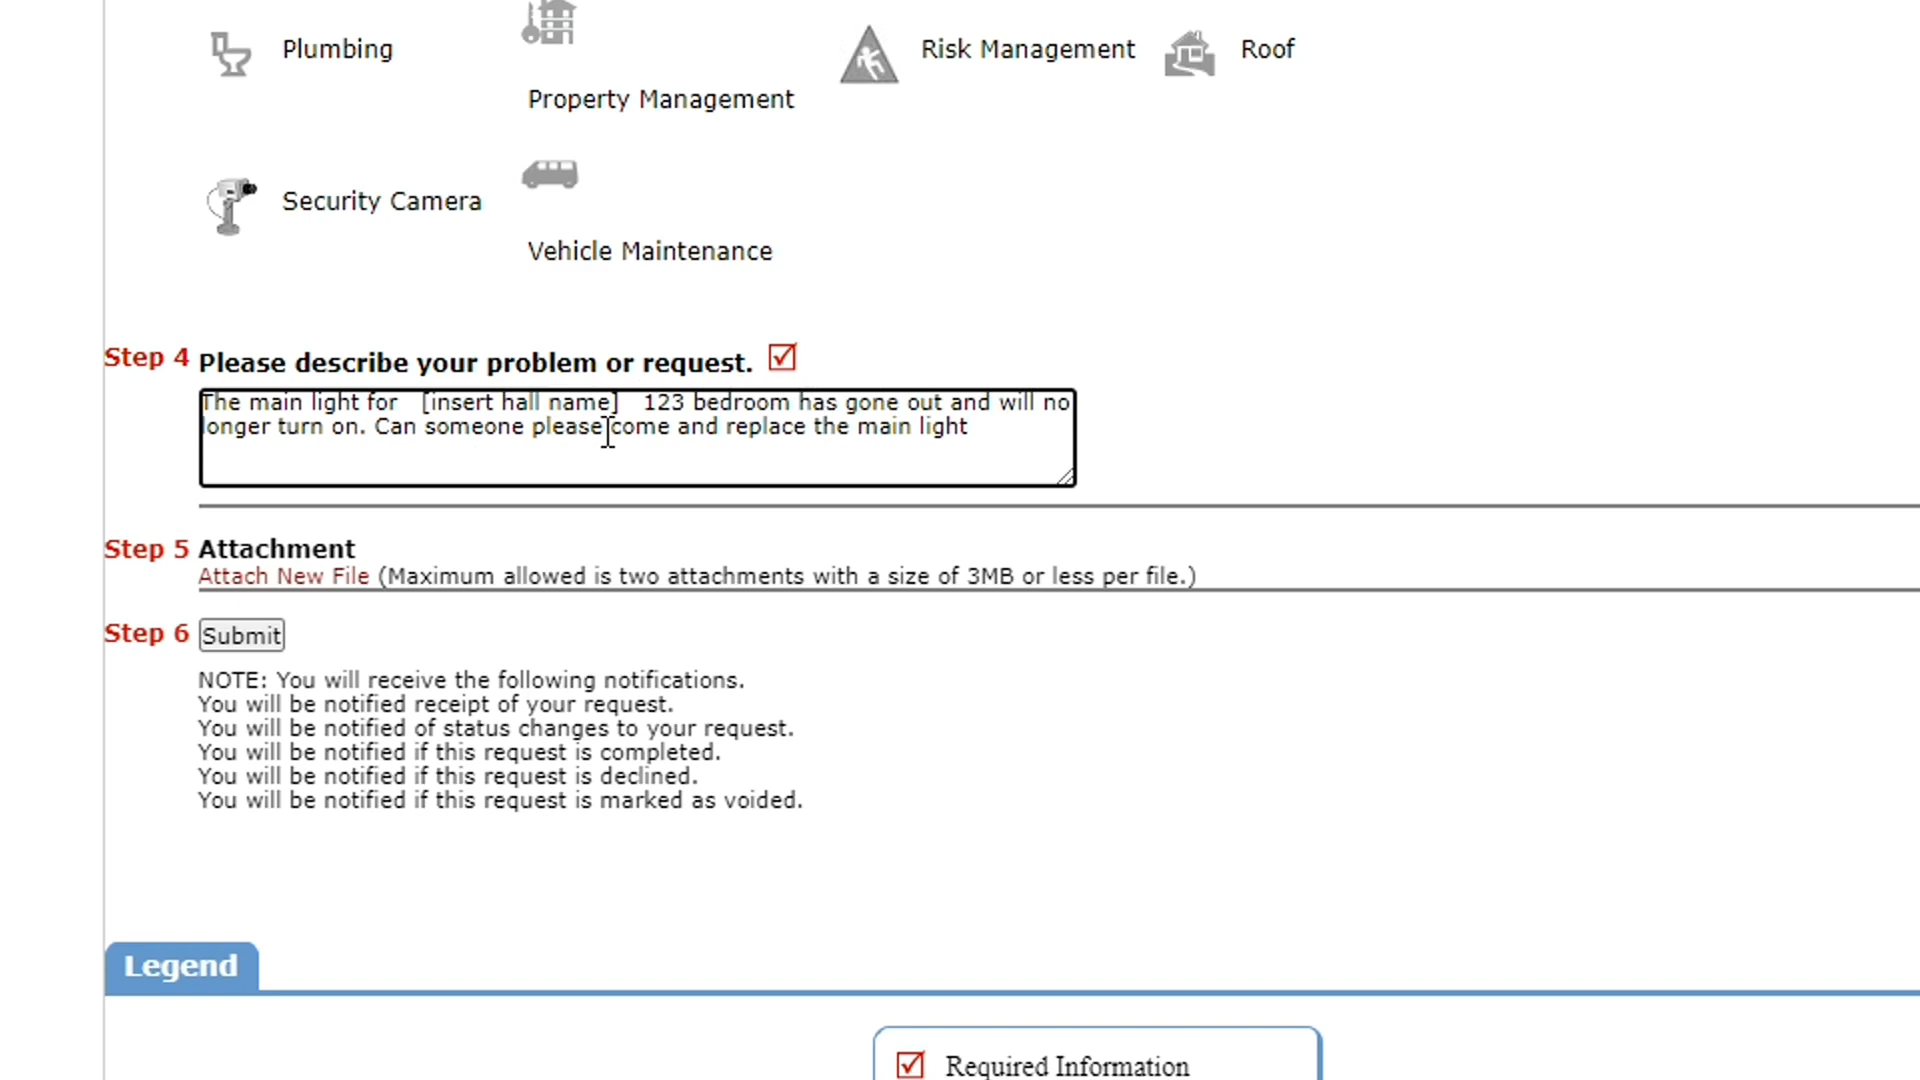 Plumbing
Property Management
Risk Management
Roof
Security Camera
Vehicle Maintenance
Step 4 Please describe your problem or request.
The main light for [insert hall name] 123 bedroom has gone out and will no
longer turn on. Can someone please come and replace the main light
Step 5 Attachment
Attach New File (Maximum allowed is two attachments with a size of 3MB or less per file.)
Step 6 Submit
NOTE: You will receive the following notifications.
You will be notified receipt of your request.
You will be notified of status changes to your request.
You will be notified if this request is completed.
You will be notified if this request is declined.
You will be notified if this request is marked as voided.
Legend
Required Information